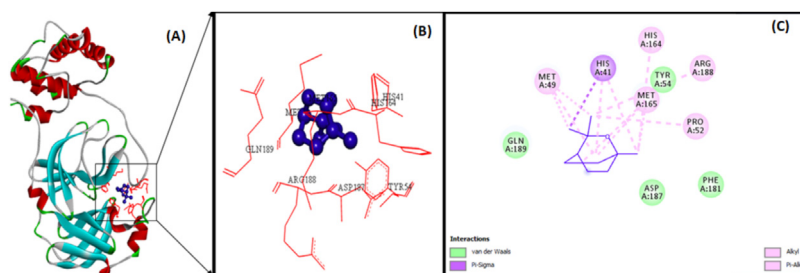 (A)
(B)
HIS41
HIS164
GLN189
ARG188
ASP187
TYR54
(C)
HIS
A:164
HIS
A:41
TYR
A:54
ARG
A:188
MET
A:49
MET
A:165
PRO
A:52
GLN
A:189
ASP
A:187
PHE
A:181
Interactions
van der Waals
Pi-Sigma
Alkyl